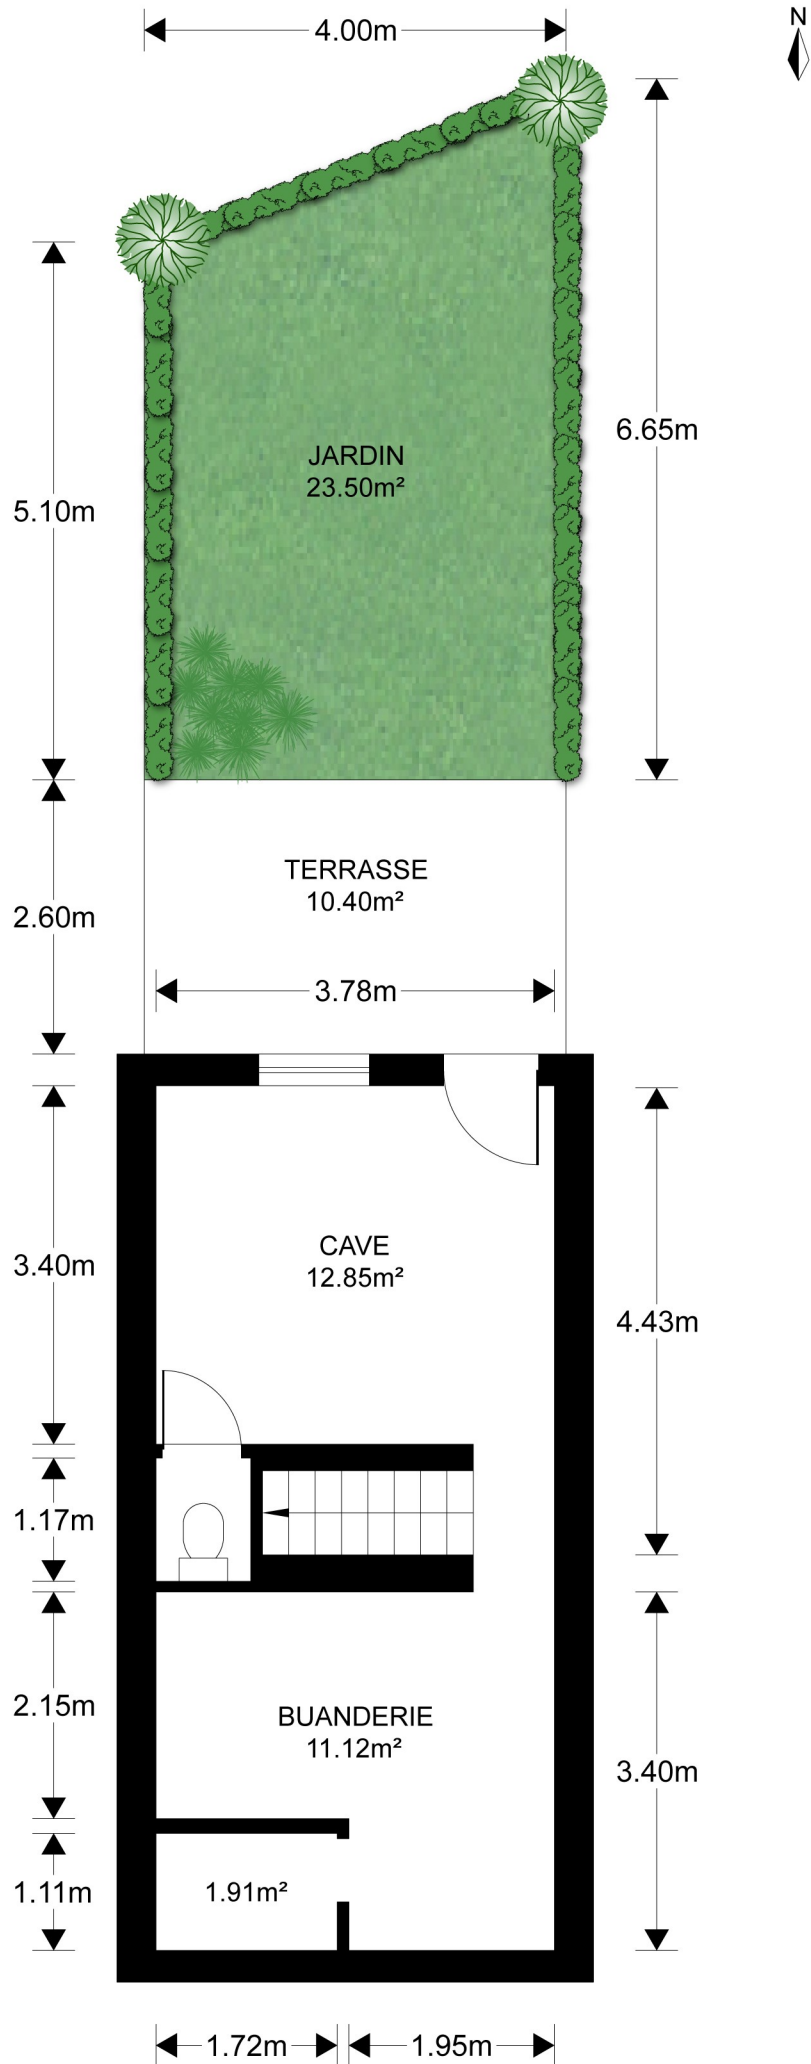 N
4.00m
JARDIN
23.50m²
6.65m
5.10m
TERRASSE
10.40m²
2.60m
3.78m
CAVE
12.85m²
3.40m
4.43m
1.17m
BUANDERIE
11.12m²
2.15m
3.40m
1.91m²
1.11m
1.72m
1.95m